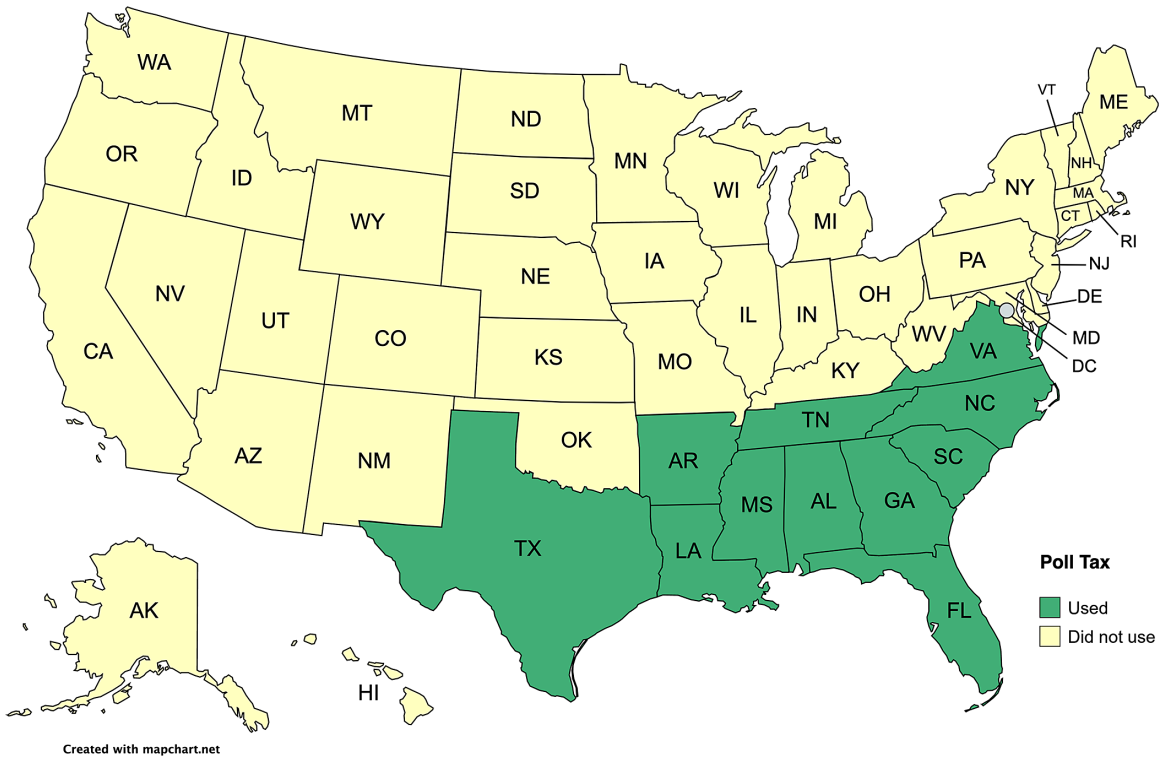 WA
OR
ID
MT
ND
SD
WY
NE
MN
WI
MI
IA
NV
UT
CO
CA
KS
MO
IL
IN
OH
PA
NY
VT
ME
NH
MA
CT
RI
NJ
DE
MD
DC
WV
KY
VA
NC
TN
SC
AZ
NM
OK
AR
MS
AL
GA
TX
LA
FL
AK
HI
Poll Tax
Used
Did not use
Created with mapchart.net